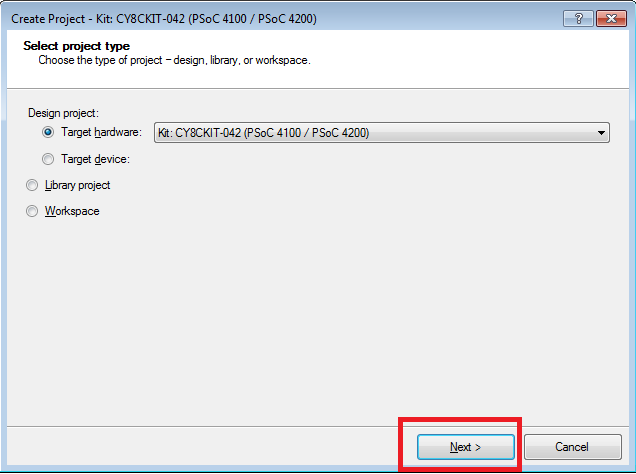 Create Project - Kit: CY8CKIT-042 (PSoC 4100 / PSoC 4200)
?
Select project type
Choose the type of project – design, library, or workspace.
Design project:
Target hardware: Kit: CY8CKIT-042 (PSoC 4100 / PSoC 4200)
Target device:
Library project
Workspace
Next > Cancel